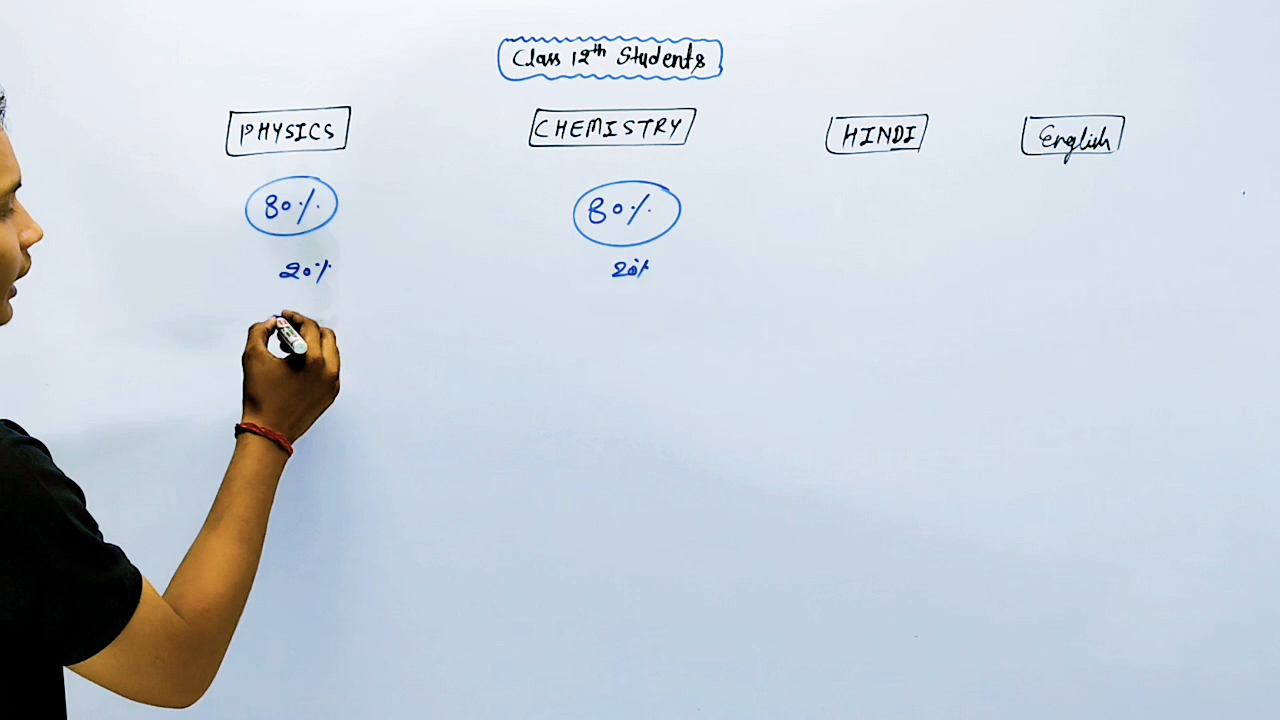 Class 12th Students
PHYSICS CHEMISTRY HINDI English
80% 80%
20% 20%